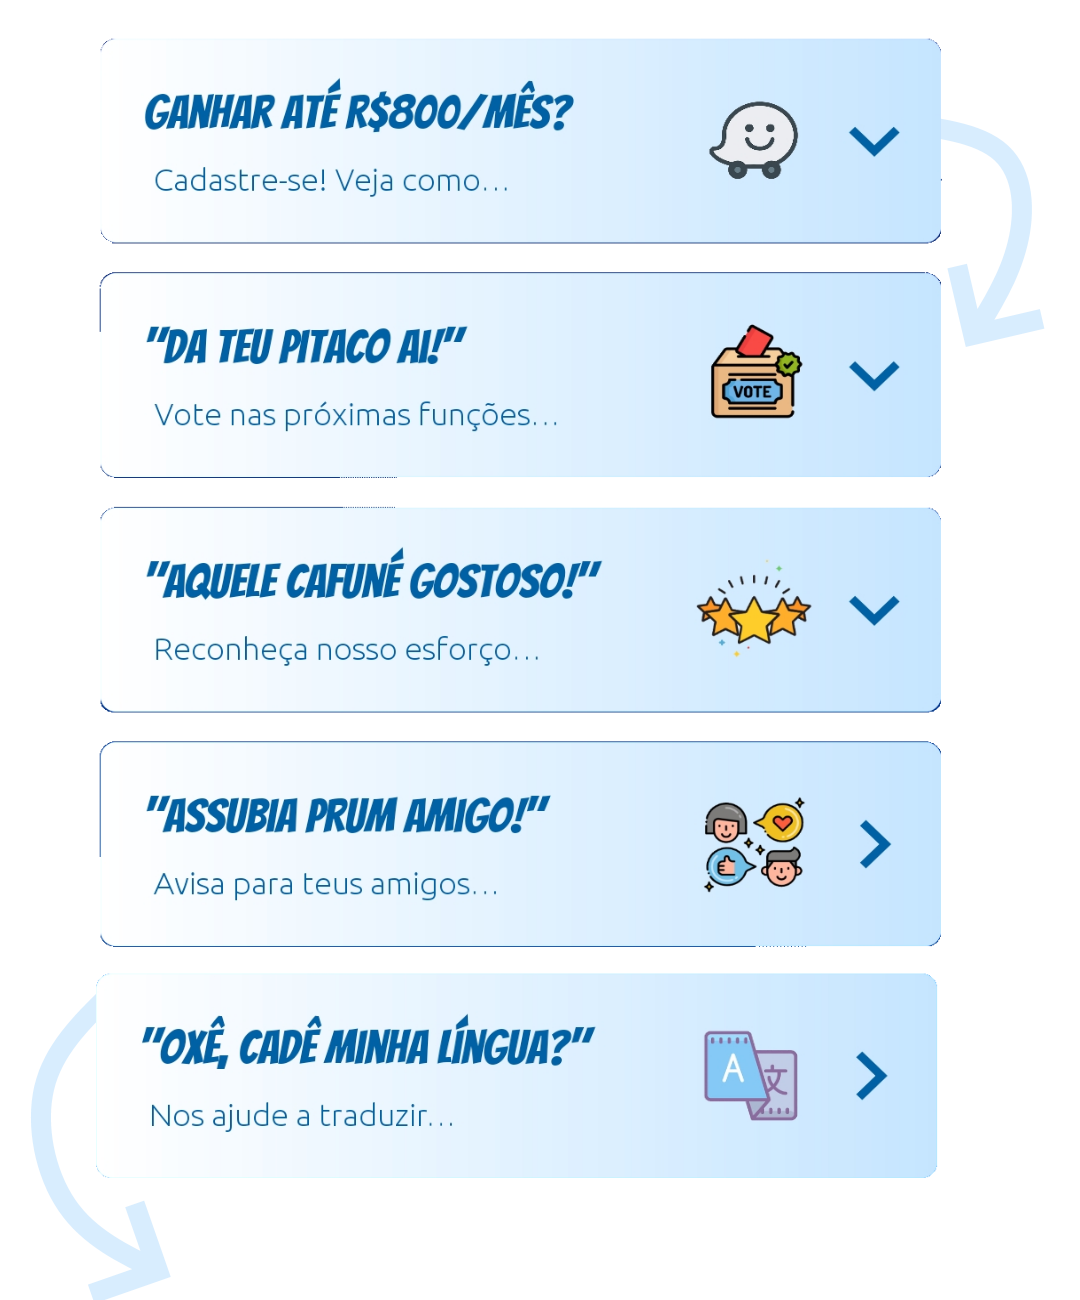 GANHAR ATÉ R$800/MÊS?
Cadastre-se! Veja como...
"DA TEU PITACO AI!"
Vote nas próximas funções...
VOTE
"AQUELE CAFUNÉ GOSTOSO!"
Reconheça nosso esforço...
"ASSUBIA PRUM AMIGO!"
Avisa para teus amigos...
"OXÊ, CADÊ MINHA LÍNGUA?"
Nos ajude a traduzir...
A 文